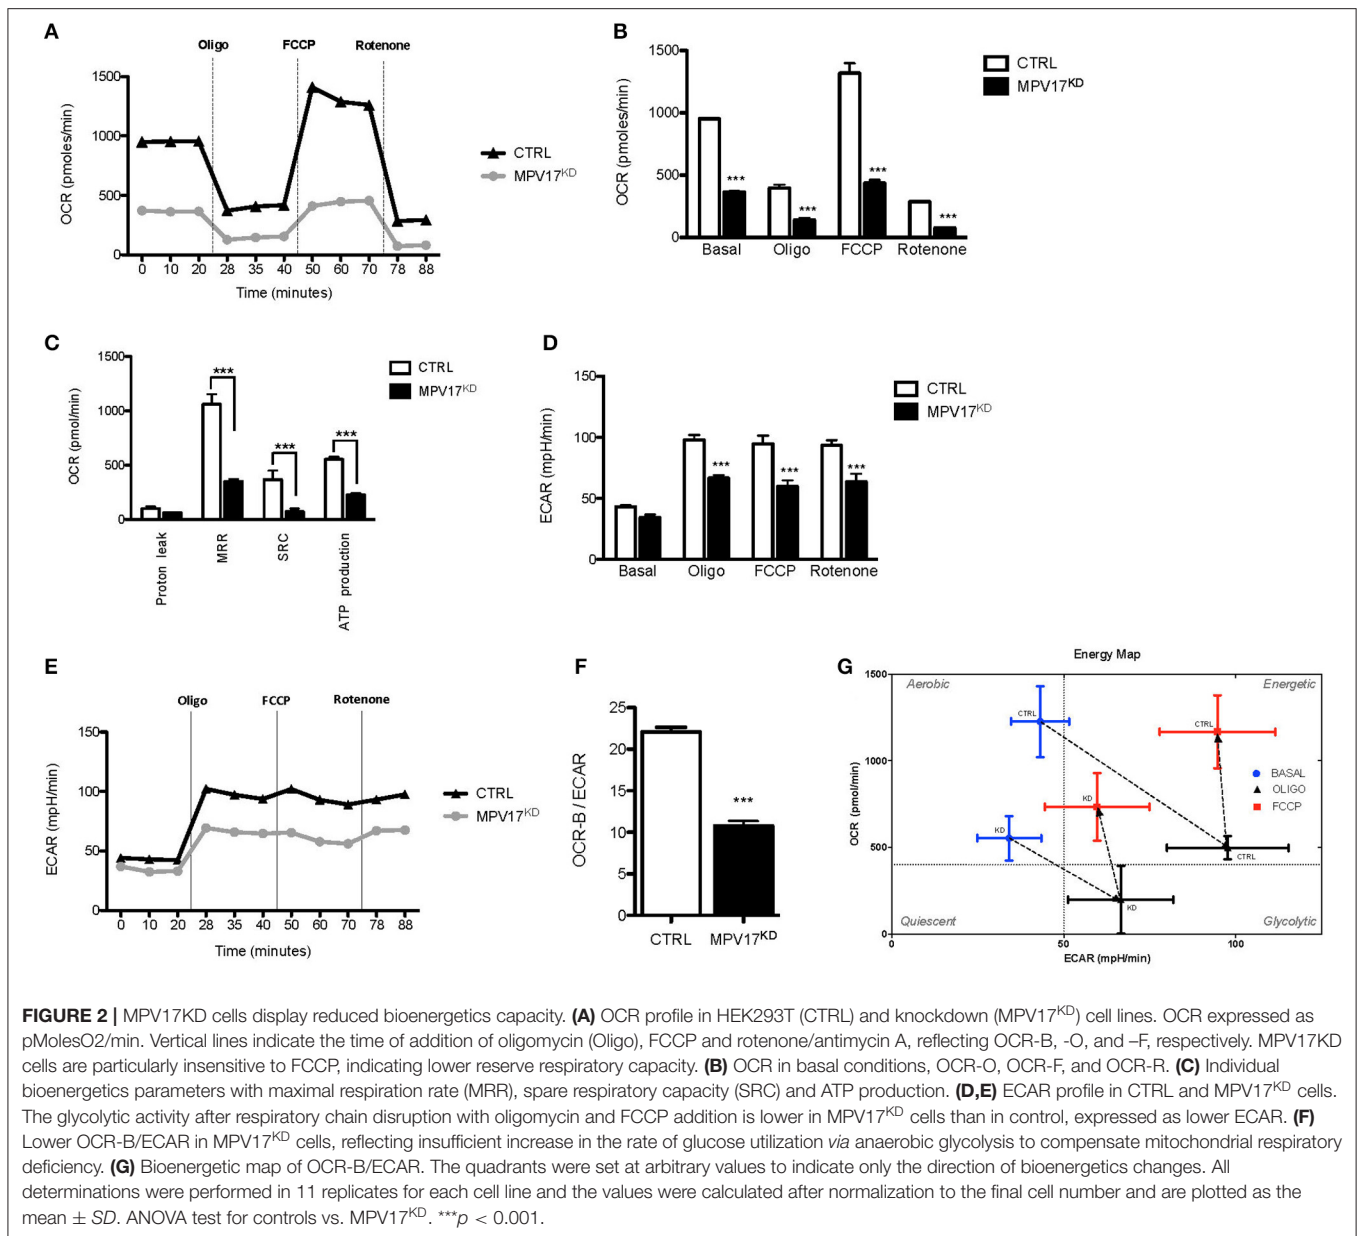 A
Oligo
FCCP
Rotenone
1500
1000
500
0
OCR (pmoles/min)
0 10 20 28 35 40 50 60 70 78 88
Time (minutes)
CTRL
MPV17KD
B
1500
1000
500
0
OCR (pmoles/min)
***
***
***
***
Basal Oligo FCCP Rotenone
CTRL
MPV17KD
C
1500
1000
500
0
OCR (pmol/min)
***
***
***
Proton leak
MRR
SRC
ATP production
CTRL
MPV17KD
D
150
100
50
0
ECAR (mpH/min)
***
***
***
Basal Oligo FCCP Rotenone
CTRL
MPV17KD
E
Oligo
FCCP
Rotenone
150
100
50
0
ECAR (mpH/min)
0 10 20 28 35 40 50 60 70 78 88
Time (minutes)
CTRL
MPV17KD
F
25
20
15
10
5
0
OCR-B / ECAR
***
CTRL MPV17KD
G
Energy Map
Aerobic
Energetic
Quiescent
Glycolytic
1500
1000
500
0
OCR (pmol/min)
CTRL
CTRL
KD
KD
CTRL
KD
BASAL
OLIGO
FCCP
0 50 100
ECAR (mpH/min)
FIGURE 2 | MPV17KD cells display reduced bioenergetics capacity. (A) OCR profile in HEK293T (CTRL) and knockdown (MPV17KD) cell lines. OCR expressed as
pMolesO2/min. Vertical lines indicate the time of addition of oligomycin (Oligo), FCCP and rotenone/antimycin A, reflecting OCR-B, -O, and –F, respectively. MPV17KD
cells are particularly insensitive to FCCP, indicating lower reserve respiratory capacity. (B) OCR in basal conditions, OCR-O, OCR-F, and OCR-R. (C) Individual
bioenergetics parameters with maximal respiration rate (MRR), spare respiratory capacity (SRC) and ATP production. (D,E) ECAR profile in CTRL and MPV17KD cells.
The glycolytic activity after respiratory chain disruption with oligomycin and FCCP addition is lower in MPV17KD cells than in control, expressed as lower ECAR. (F)
Lower OCR-B/ECAR in MPV17KD cells, reflecting insufficient increase in the rate of glucose utilization via anaerobic glycolysis to compensate mitochondrial respiratory
deficiency. (G) Bioenergetic map of OCR-B/ECAR. The quadrants were set at arbitrary values to indicate only the direction of bioenergetics changes. All
determinations were performed in 11 replicates for each cell line and the values were calculated after normalization to the final cell number and are plotted as the
mean ± SD. ANOVA test for controls vs. MPV17KD. ***p < 0.001.